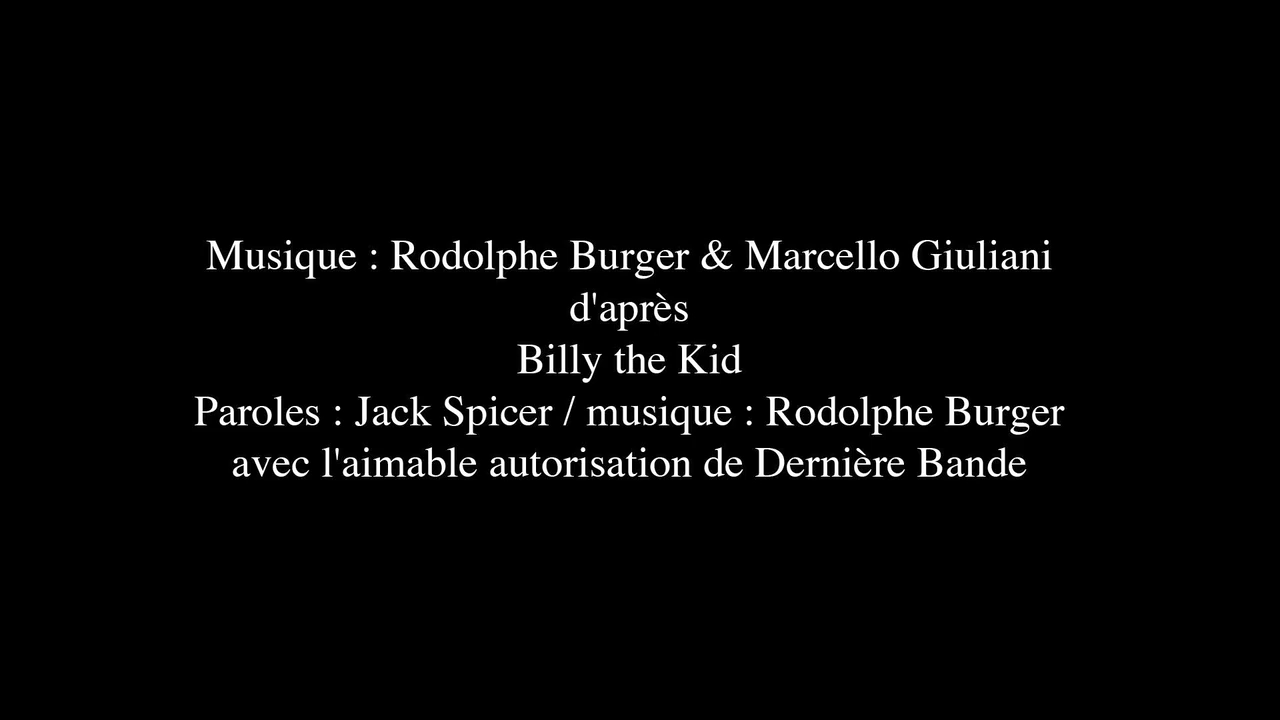 Musique : Rodolphe Burger & Marcello Giuliani
d'après
Billy the Kid
Paroles : Jack Spicer / musique : Rodolphe Burger
avec l'aimable autorisation de Dernière Bande